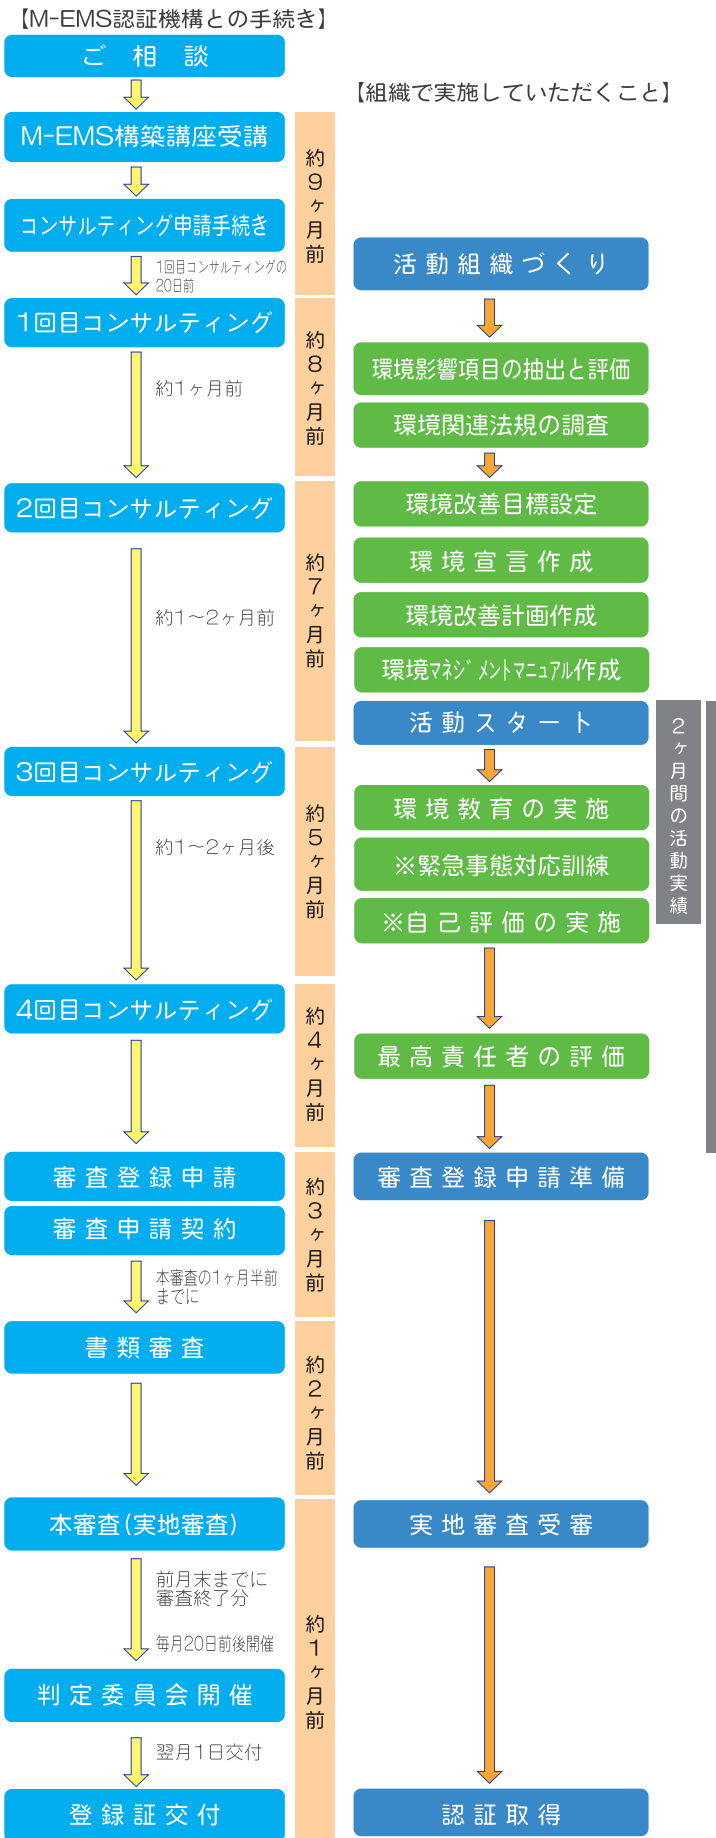 【M-EMS認証機構との手続き】
ご相談
M-EMS構築講座受講
コンサルティング申請手続き
1回目コンサルティングの
20日前
1回目コンサルティング
約1ヶ月前
2回目コンサルティング
約1～2ヶ月前
3回目コンサルティング
約1～2ヶ月後
4回目コンサルティング
審査登録申請
審査申請契約
本審査の1ヶ月半前
までに
書類審査
本審査(実地審査)
前月末までに
審査終了分
毎月20日前後開催
判定委員会開催
翌月1日交付
登録証交付
約9ヶ月前
約8ヶ月前
約7ヶ月前
約5ヶ月前
約4ヶ月前
約3ヶ月前
約2ヶ月前
約1ヶ月前
【組織で実施していただくこと】
活動組織づくり
環境影響項目の抽出と評価
環境関連法規の調査
環境改善目標設定
環境宣言作成
環境改善計画作成
環境ﾏﾈｼﾞﾒﾝﾄﾏﾆｭｱﾙ作成
活動スタート
環境教育の実施
※緊急事態対応訓練
※自己評価の実施
最高責任者の評価
審査登録申請準備
実地審査受審
認証取得
2ヶ月間の活動実績